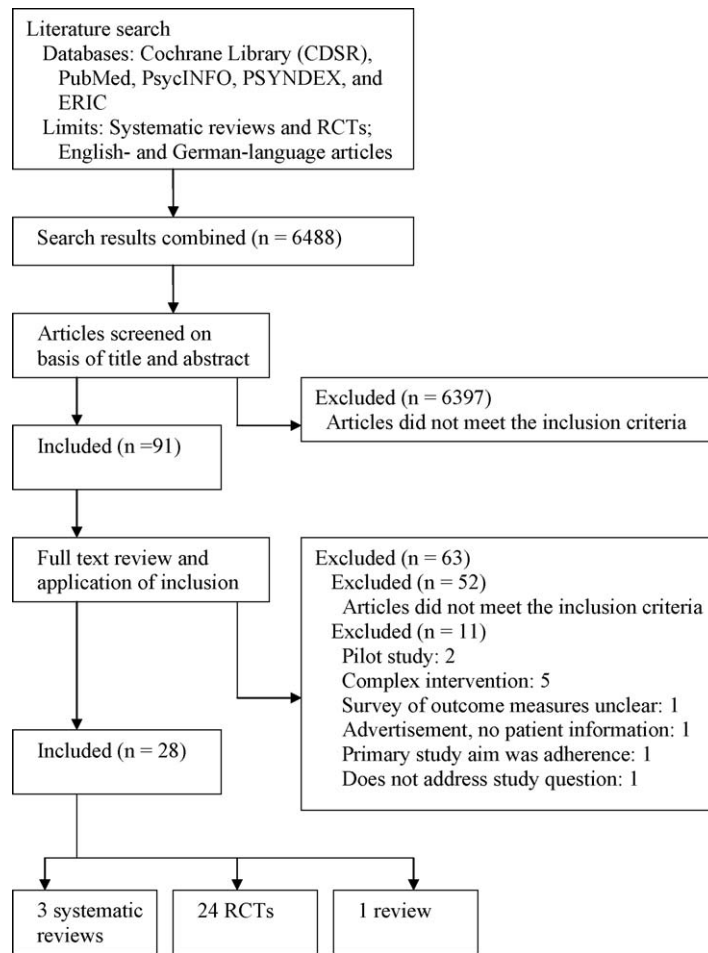 Literature search
Databases: Cochrane Library (CDSR),
PubMed, PsycINFO, PSYNDEX, and
ERIC
Limits: Systematic reviews and RCTs;
English- and German-language articles
Search results combined (n = 6488)
Articles screened on
basis of title and abstract
Excluded (n = 6397)
Articles did not meet the inclusion criteria
Included (n =91)
Full text review and
application of inclusion
Excluded (n = 63)
Excluded (n = 52)
Articles did not meet the inclusion criteria
Excluded (n = 11)
Pilot study: 2
Complex intervention: 5
Survey of outcome measures unclear: 1
Advertisement, no patient information: 1
Primary study aim was adherence: 1
Does not address study question: 1
Included (n = 28)
3 systematic
reviews
24 RCTs
1 review